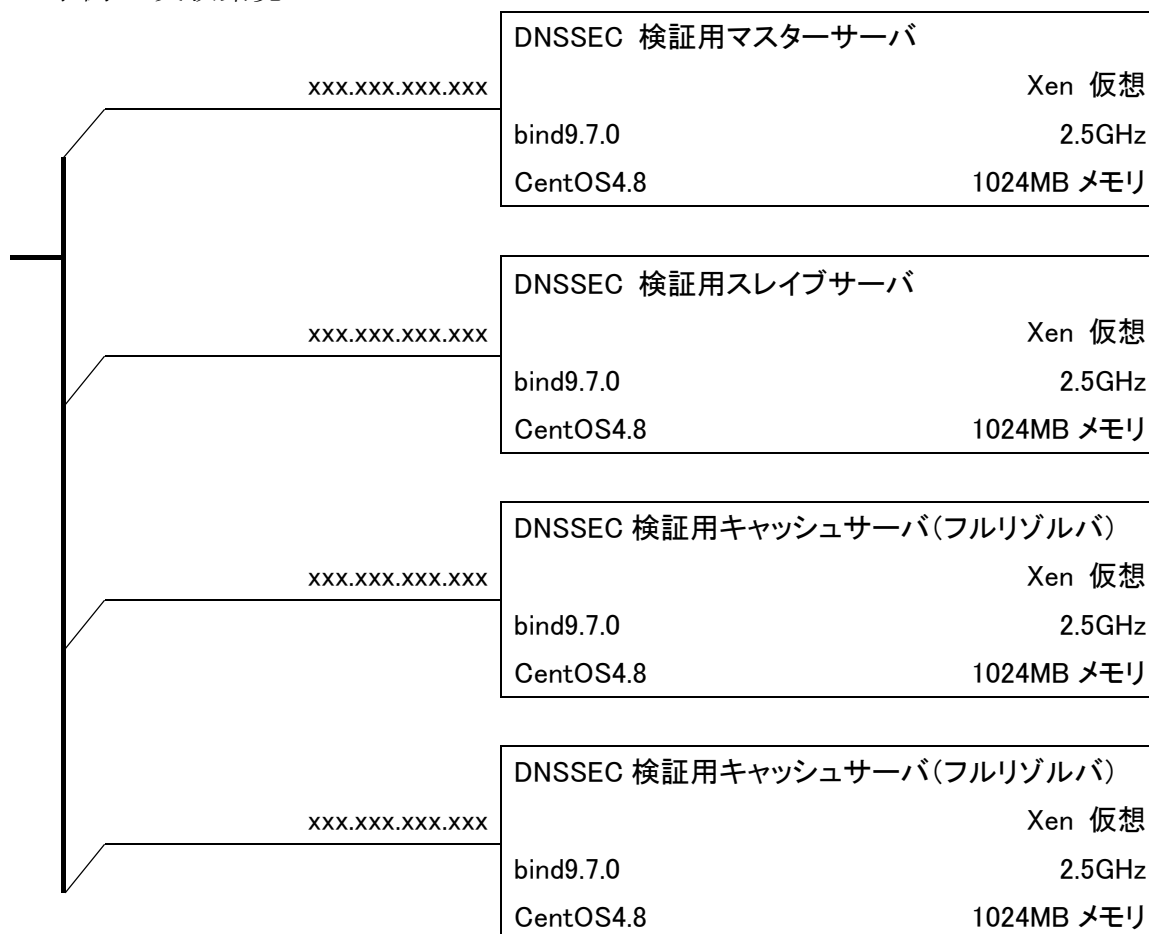 DNSSEC 検証用マスターサーバ
xxx.xxx.xxx.xxx
Xen 仮想
bind9.7.0 2.5GHz
CentOS4.8 1024MB メモリ
DNSSEC 検証用スレイブサーバ
xxx.xxx.xxx.xxx
Xen 仮想
bind9.7.0 2.5GHz
CentOS4.8 1024MB メモリ
DNSSEC 検証用キャッシュサーバ（フルリゾルバ）
xxx.xxx.xxx.xxx
Xen 仮想
bind9.7.0 2.5GHz
CentOS4.8 1024MB メモリ
DNSSEC 検証用キャッシュサーバ（フルリゾルバ）
xxx.xxx.xxx.xxx
Xen 仮想
bind9.7.0 2.5GHz
CentOS4.8 1024MB メモリ